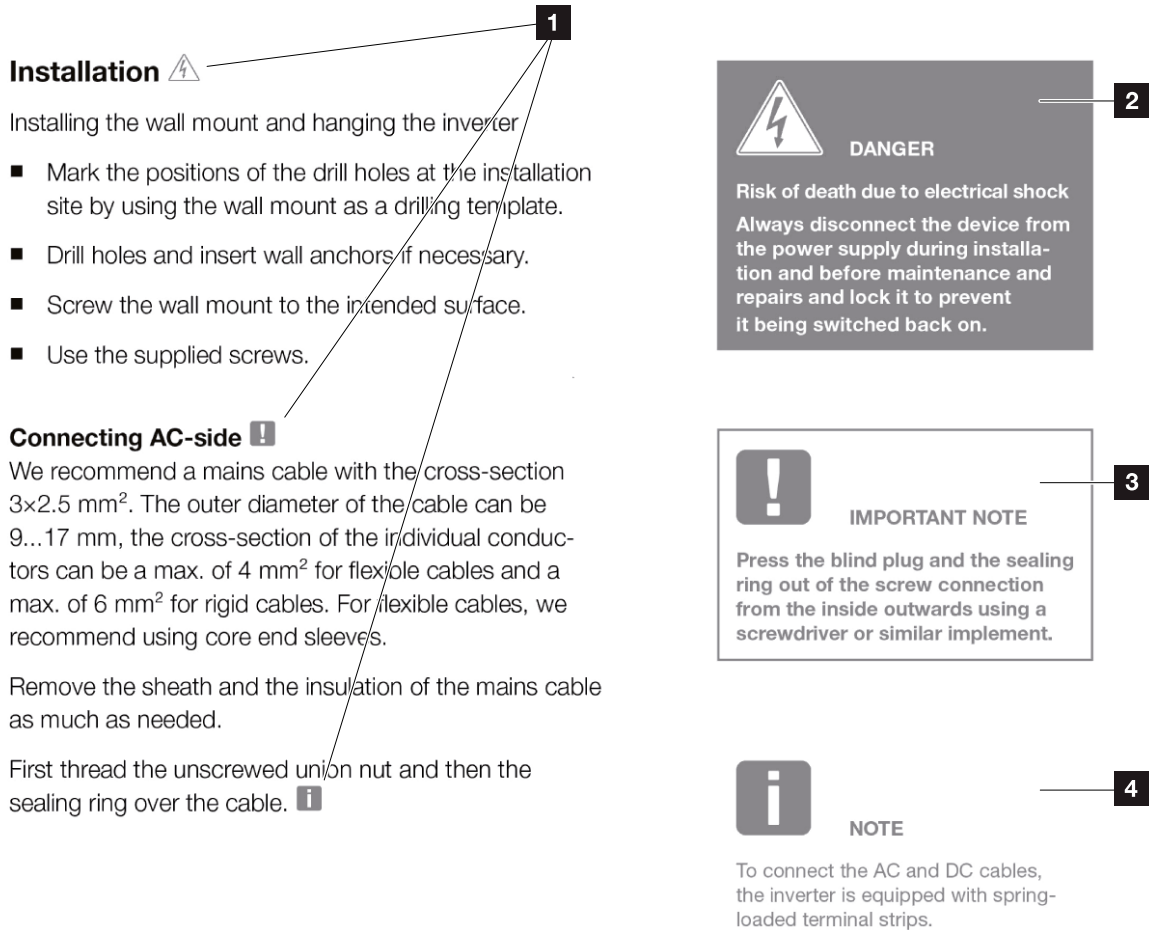 1
Installation
Installing the wall mount and hanging the inverter
■ Mark the positions of the drill holes at the installation
site by using the wall mount as a drilling template.
■ Drill holes and insert wall anchors if necessary.
■ Screw the wall mount to the intended surface.
■ Use the supplied screws.
Connecting AC-side !
We recommend a mains cable with the cross-section
3×2.5 mm². The outer diameter of the cable can be
9...17 mm, the cross-section of the individual conduc-
tors can be a max. of 4 mm² for flexible cables and a
max. of 6 mm² for rigid cables. For flexible cables, we
recommend using core end sleeves.
Remove the sheath and the insulation of the mains cable
as much as needed.
First thread the unscrewed union nut and then the
sealing ring over the cable. i
2
DANGER
Risk of death due to electrical shock
Always disconnect the device from
the power supply during installa-
tion and before maintenance and
repairs and lock it to prevent
it being switched back on.
3
!
IMPORTANT NOTE
Press the blind plug and the sealing
ring out of the screw connection
from the inside outwards using a
screwdriver or similar implement.
4
i
NOTE
To connect the AC and DC cables,
the inverter is equipped with spring-
loaded terminal strips.